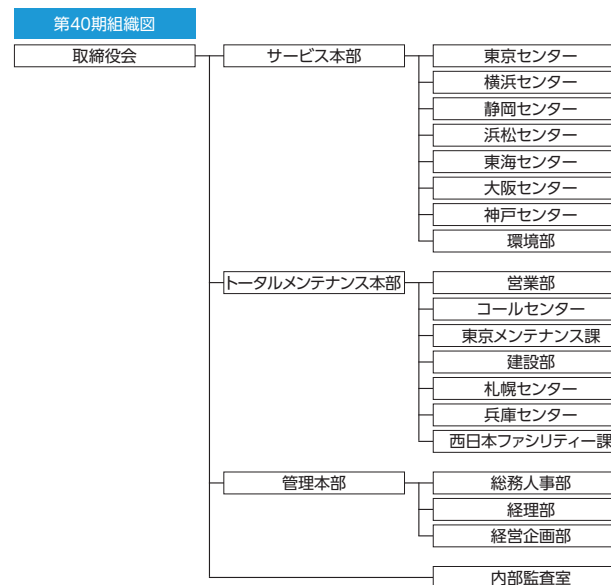 第40期組織図
取締役会
サービス本部
東京センター
横浜センター
静岡センター
浜松センター
東海センター
大阪センター
神戸センター
環境部
トータルメンテナンス本部
営業部
コールセンター
東京メンテナンス課
建設部
札幌センター
兵庫センター
西日本ファシリティー課
管理本部
総務人事部
経理部
経営企画部
内部監査室